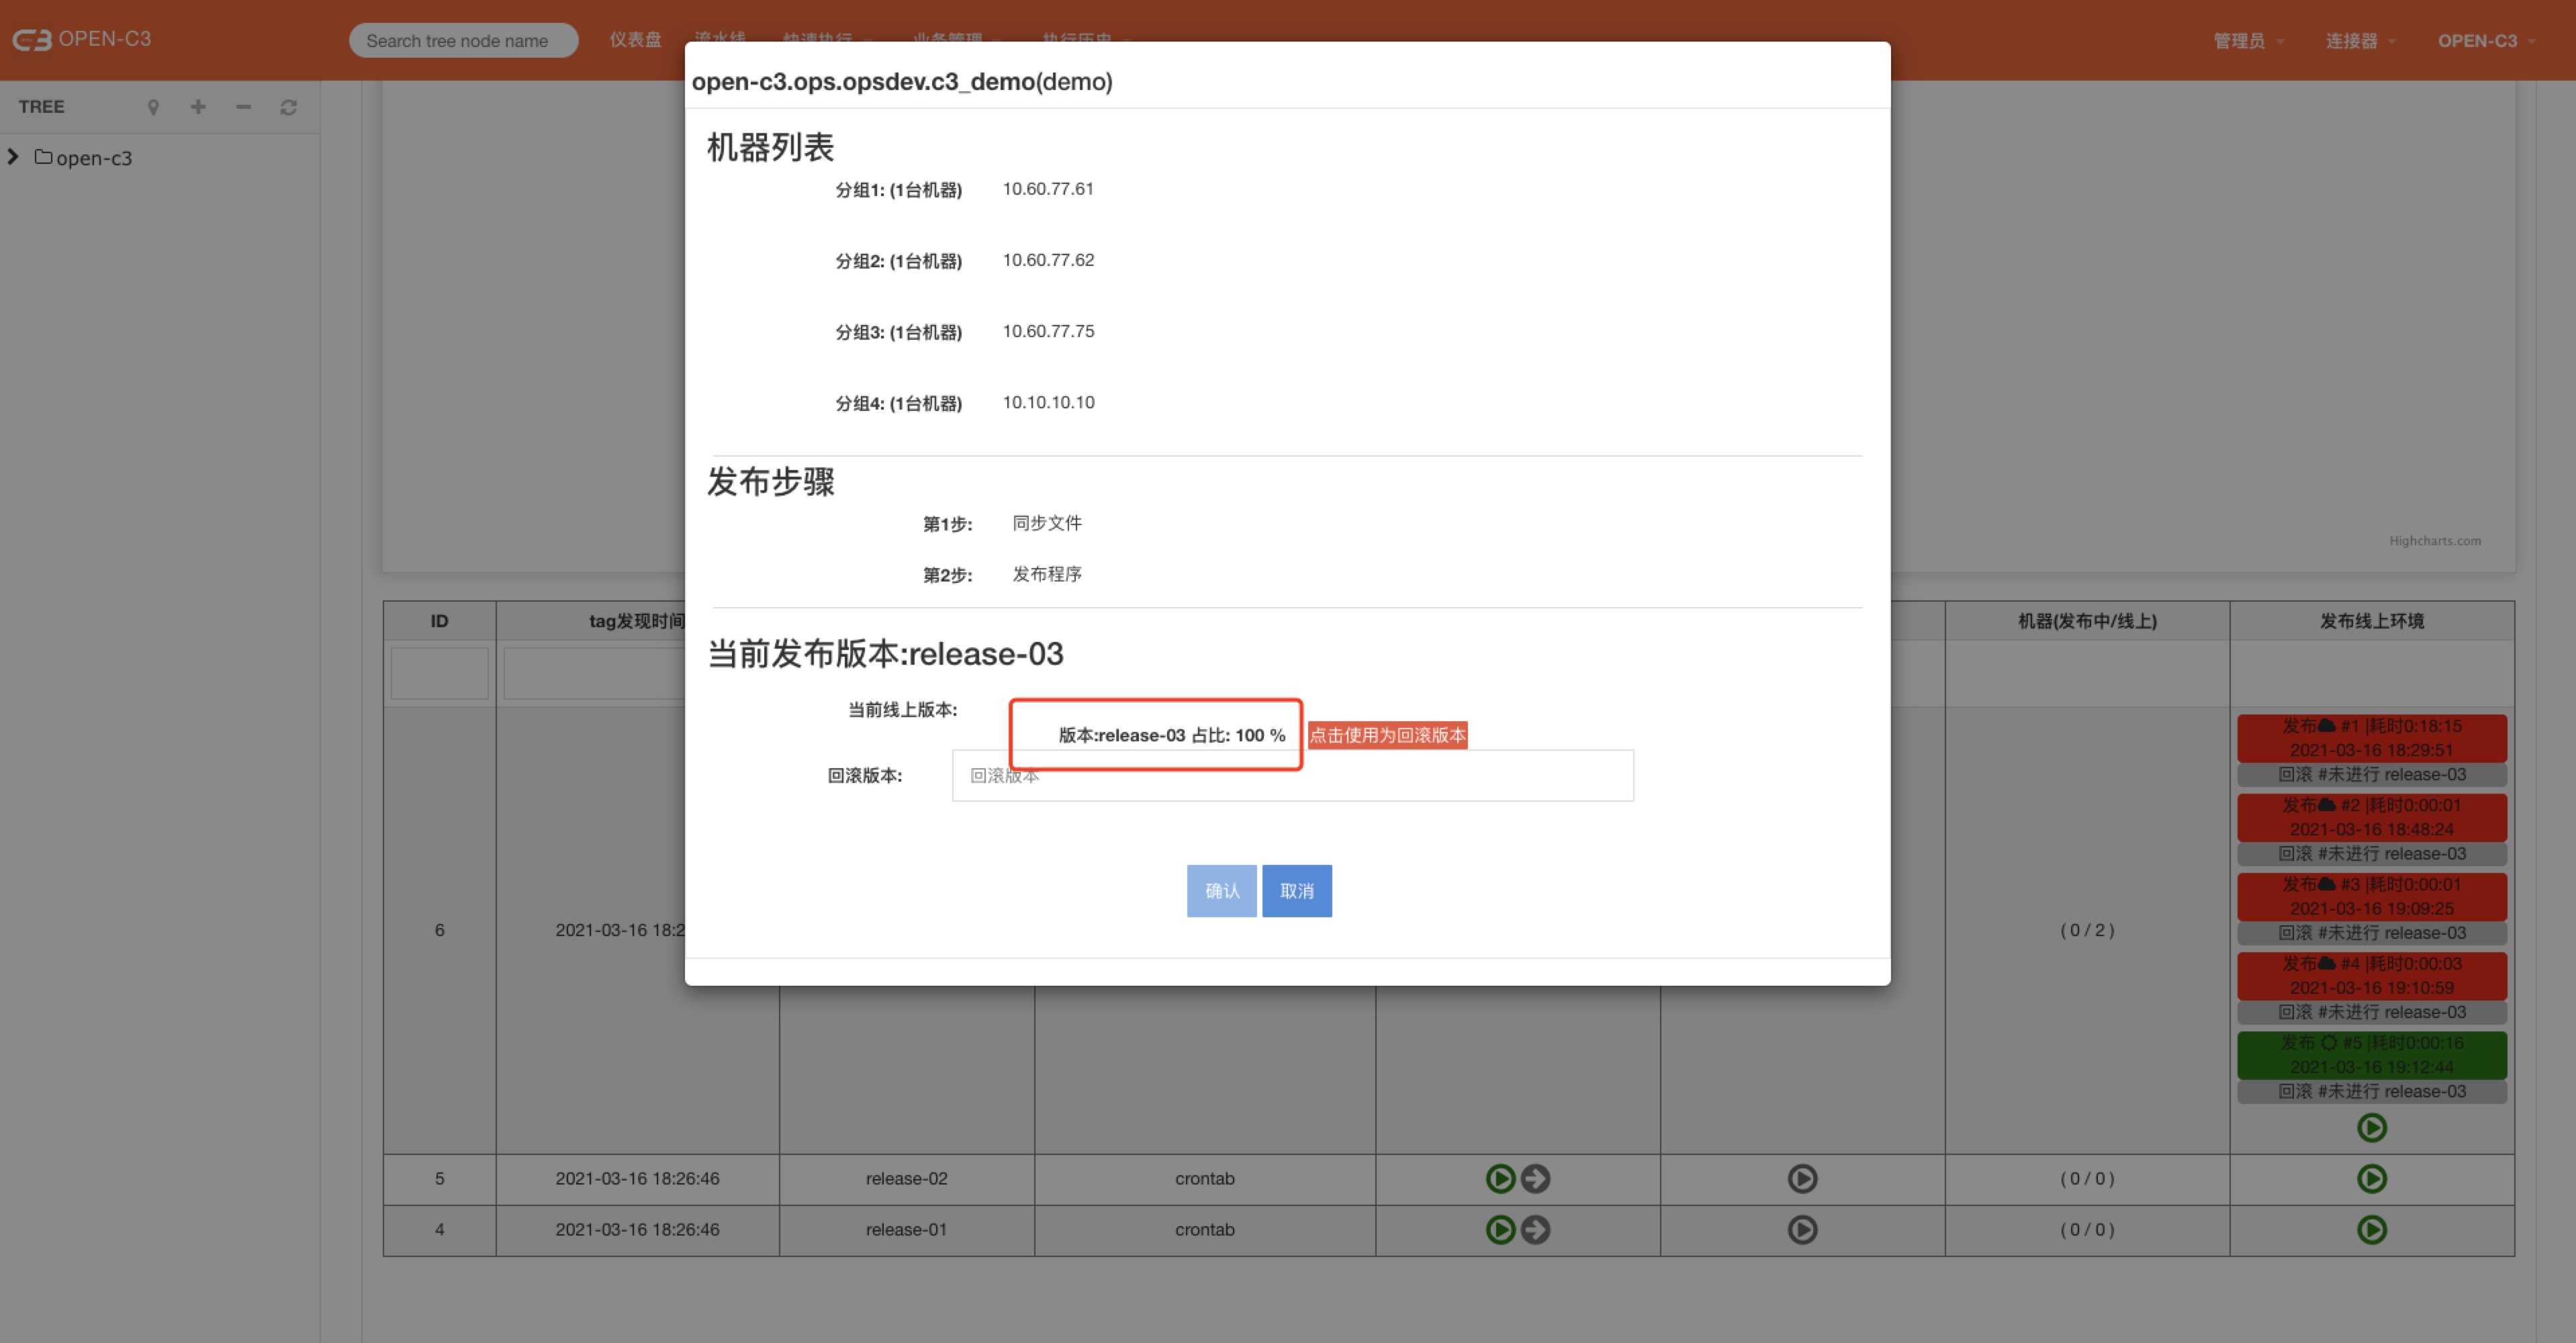 OPEN-C3
Search tree node name
仪表盘
流水线
快速执行
业务管理
执行历史
管理员
连接器
OPEN-C3
TREE
open-c3
open-c3.ops.opsdev.c3_demo(demo)
机器列表
分组1: (1台机器) 10.60.77.61
分组2: (1台机器) 10.60.77.62
分组3: (1台机器) 10.60.77.75
分组4: (1台机器) 10.10.10.10
发布步骤
第1步: 同步文件
第2步: 发布程序
当前发布版本:release-03
当前线上版本:
版本:release-03 占比: 100 % 点击使用为回滚版本
回滚版本: 回滚版本
确认 取消
Highcharts.com
ID tag发现时间 机器(发布中/线上) 发布线上环境
6 2021-03-16 18:2 ( 0 / 2 )
发布 #1 |耗时0:18:15
2021-03-16 18:29:51
回滚 #未进行 release-03
发布 #2 |耗时0:00:01
2021-03-16 18:48:24
回滚 #未进行 release-03
发布 #3 |耗时0:00:01
2021-03-16 19:09:25
回滚 #未进行 release-03
发布 #4 |耗时0:00:03
2021-03-16 19:10:59
回滚 #未进行 release-03
发布 #5 |耗时0:00:16
2021-03-16 19:12:44
回滚 #未进行 release-03
5 2021-03-16 18:26:46 release-02 crontab ( 0 / 0 )
4 2021-03-16 18:26:46 release-01 crontab ( 0 / 0 )